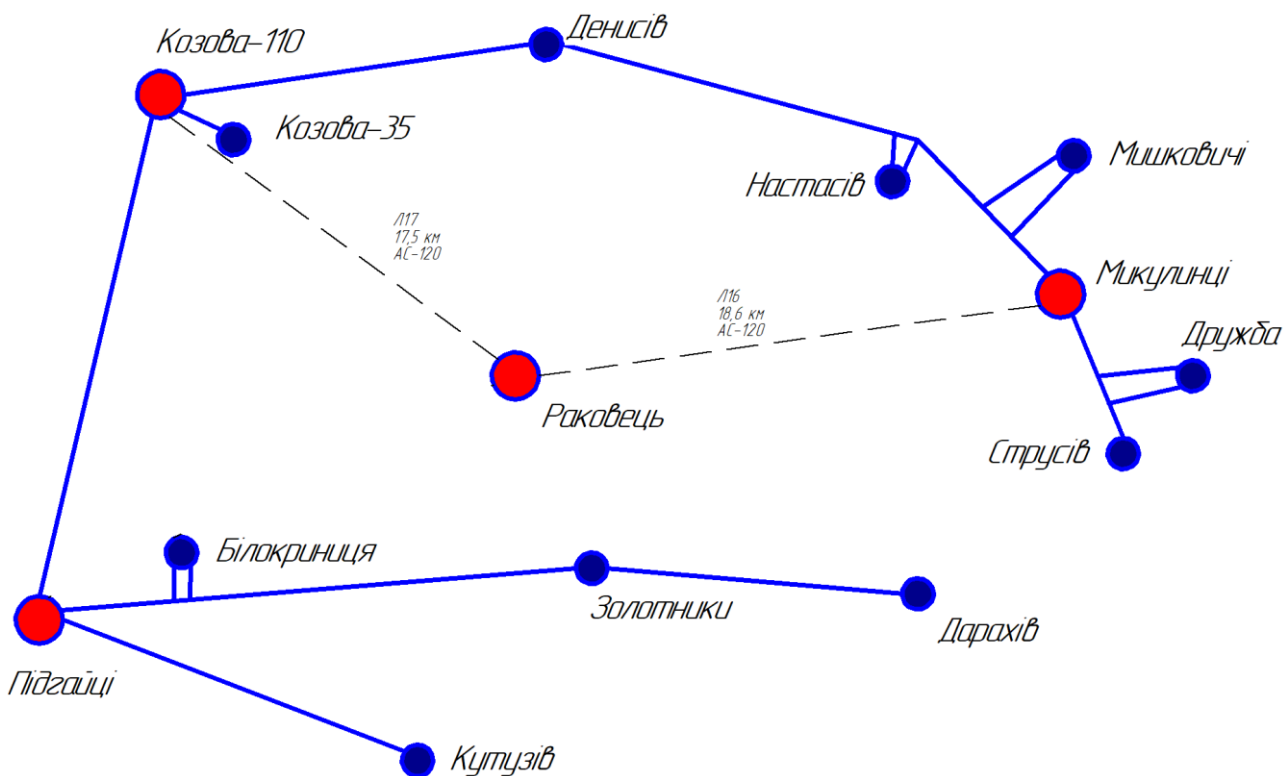 Козова-110
Денисів
Козова-35
Мишковичі
Настасів
Л17
17,5 км
АС-120
Микулинці
Л16
18,6 км
АС-120
Дружба
Раковець
Струсів
Білокриниця
Золотники
Дарахів
Підгайці
Кутузів